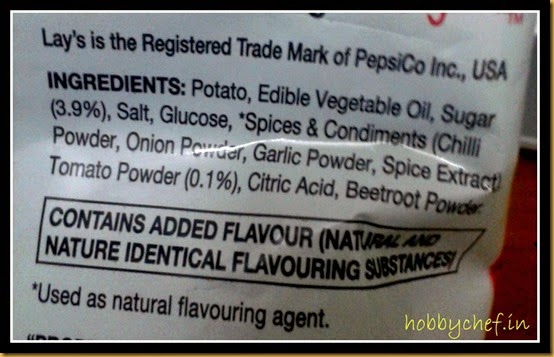 TM
Lay's is the Registered Trade Mark of PepsiCo Inc., USA
INGREDIENTS: Potato, Edible Vegetable Oil, Sugar
(3.9%), Salt, Glucose, *Spices & Condiments (Chilli
Powder, Onion Powder, Garlic Powder, Spice Extract)
Tomato Powder (0.1%), Citric Acid, Beetroot Powder.
CONTAINS ADDED FLAVOUR (NATURAL AND
NATURE IDENTICAL FLAVOURING SUBSTANCES)
*Used as natural flavouring agent.
hobbychef.in